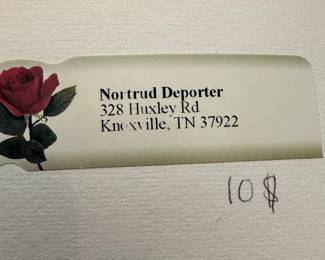 Nortrud Deporter
328 Huxley Rd
Knoxville, TN 37922
10$